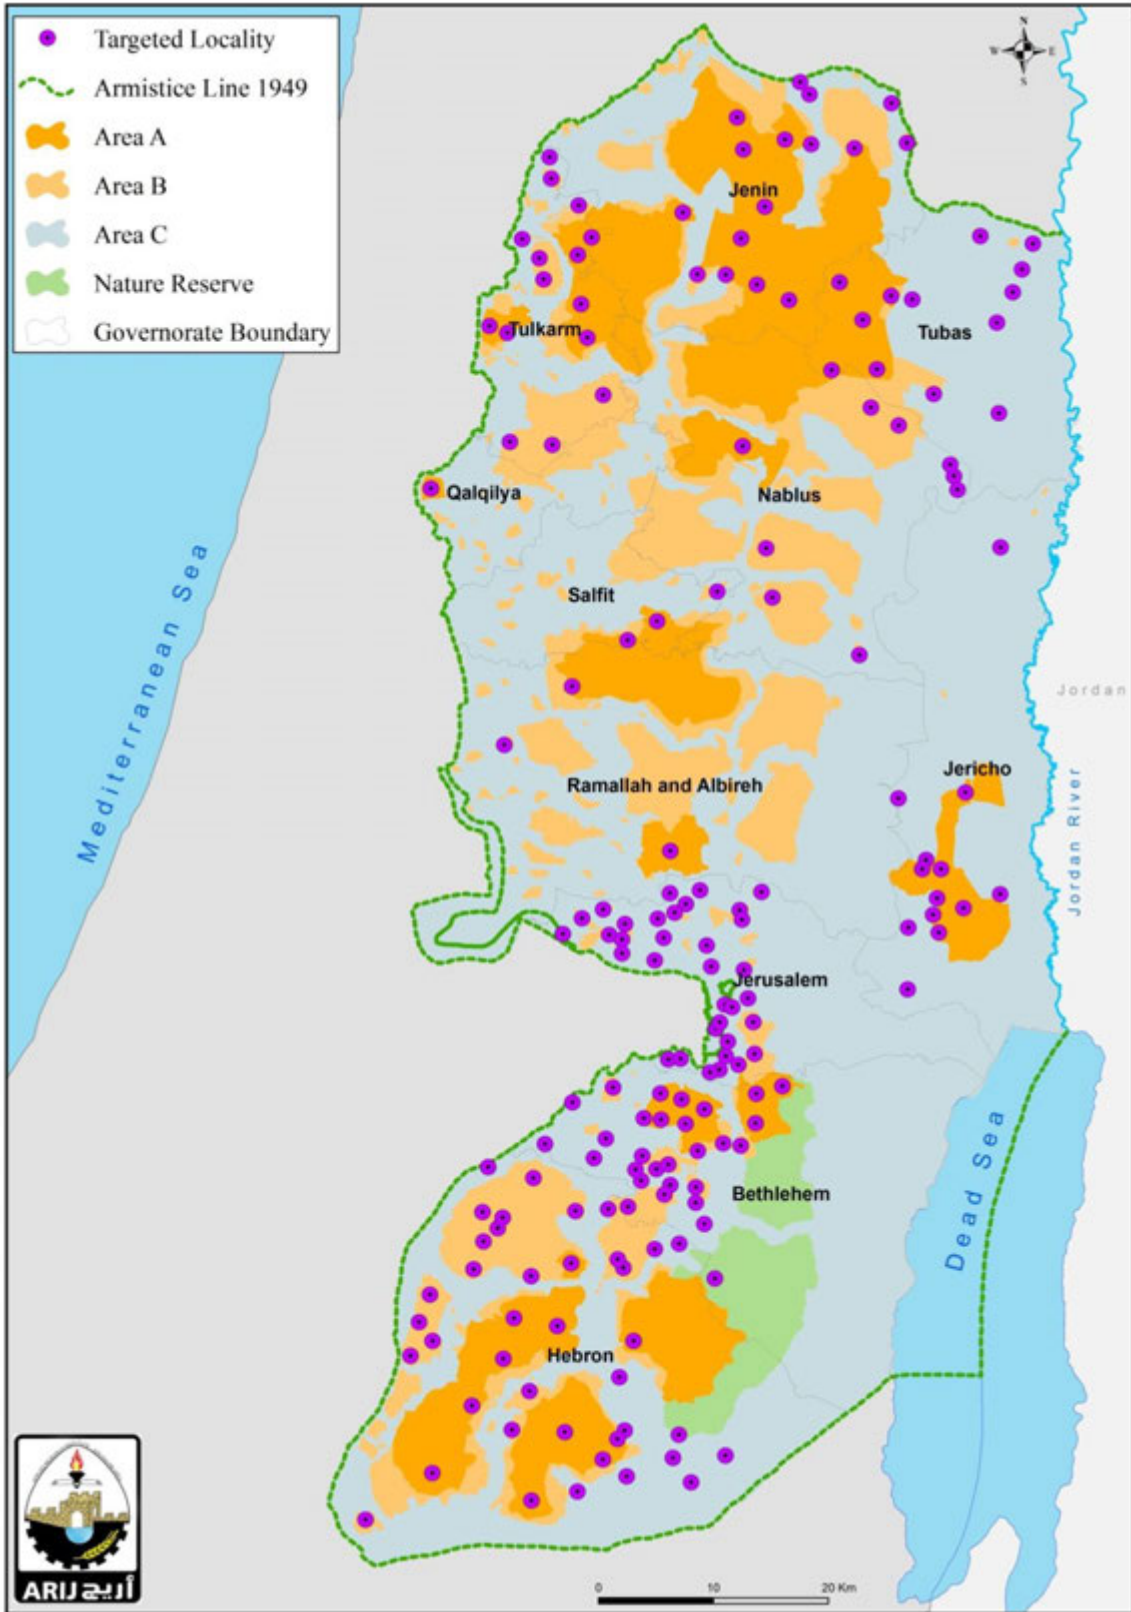 Targeted Locality
Armistice Line 1949
Area A
Area B
Area C
Nature Reserve
Governorate Boundary
N
W E
S
Jenin
Tulkarm
Tubas
Qalqilya
Nablus
Salfit
Mediterranean Sea
Jordan
Jericho
Ramallah and Albireh
Jordan River
Jerusalem
Bethlehem
Dead Sea
Hebron
ARIJ أريج
0 10 20 Km